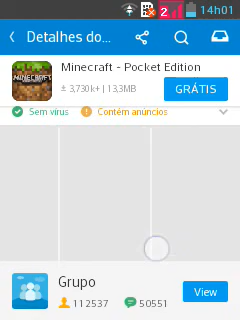 2 14h01
Detalhes do...
Minecraft - Pocket Edition
± 3,730k+ | 13,3MB
GRÁTIS
Sem vírus Contém anúncios
Grupo
112537 50551
View